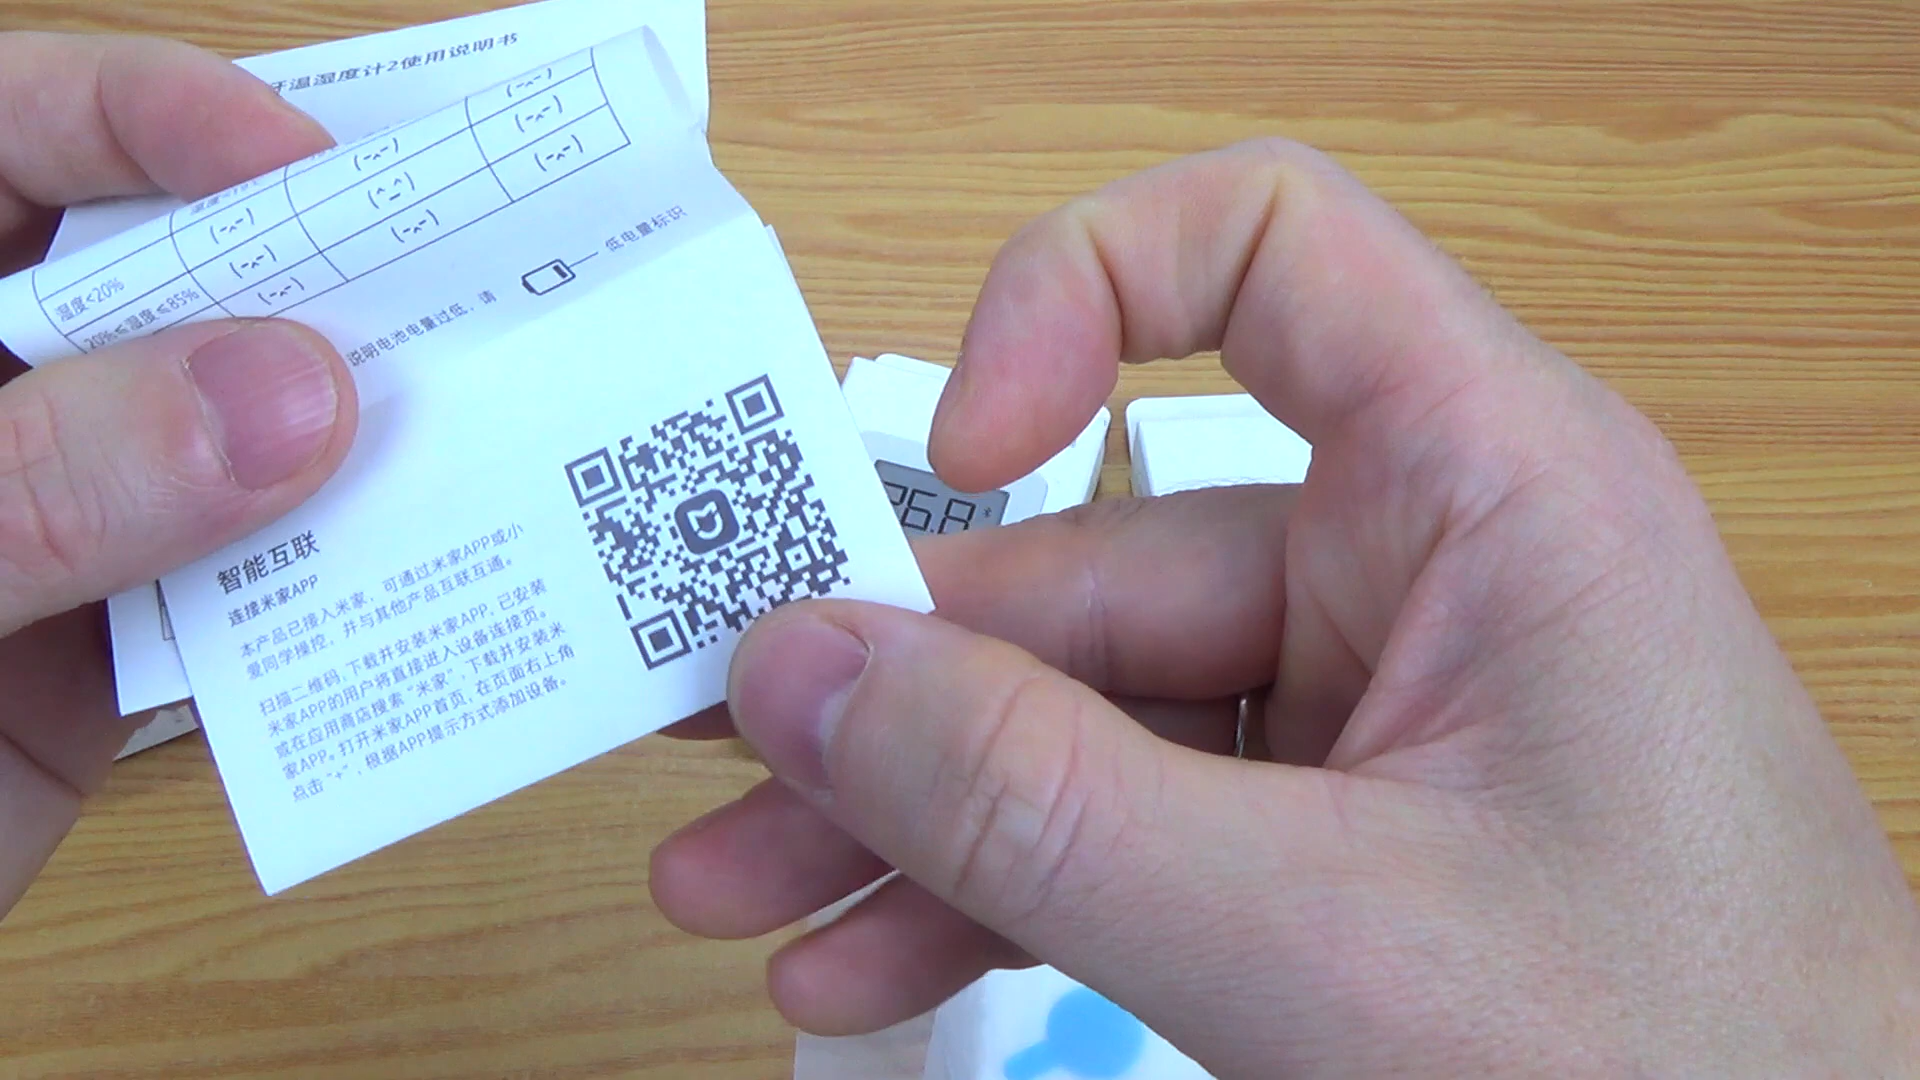 牙温湿度计2使用说明书
(-^-)
(-^-)
(-^-)
(-^-)
(^_^)
(-^-)
湿度<20%
(-^-)
20%≤湿度≤85%
(-^-)
(-^-)
说明电池电量过低，请
低电量标识
智能互联
连接米家APP
本产品已接入米家，可通过米家APP或小
爱同学操控，并与其他产品互联互通。
扫描二维码，下载并安装米家APP，已安装
米家APP的用户将直接进入设备连接页。
或在应用商店搜索“米家”，下载并安装米
家APP。打开米家APP首页，在页面右上角
点击“+”，根据APP提示方式添加设备。
26.8